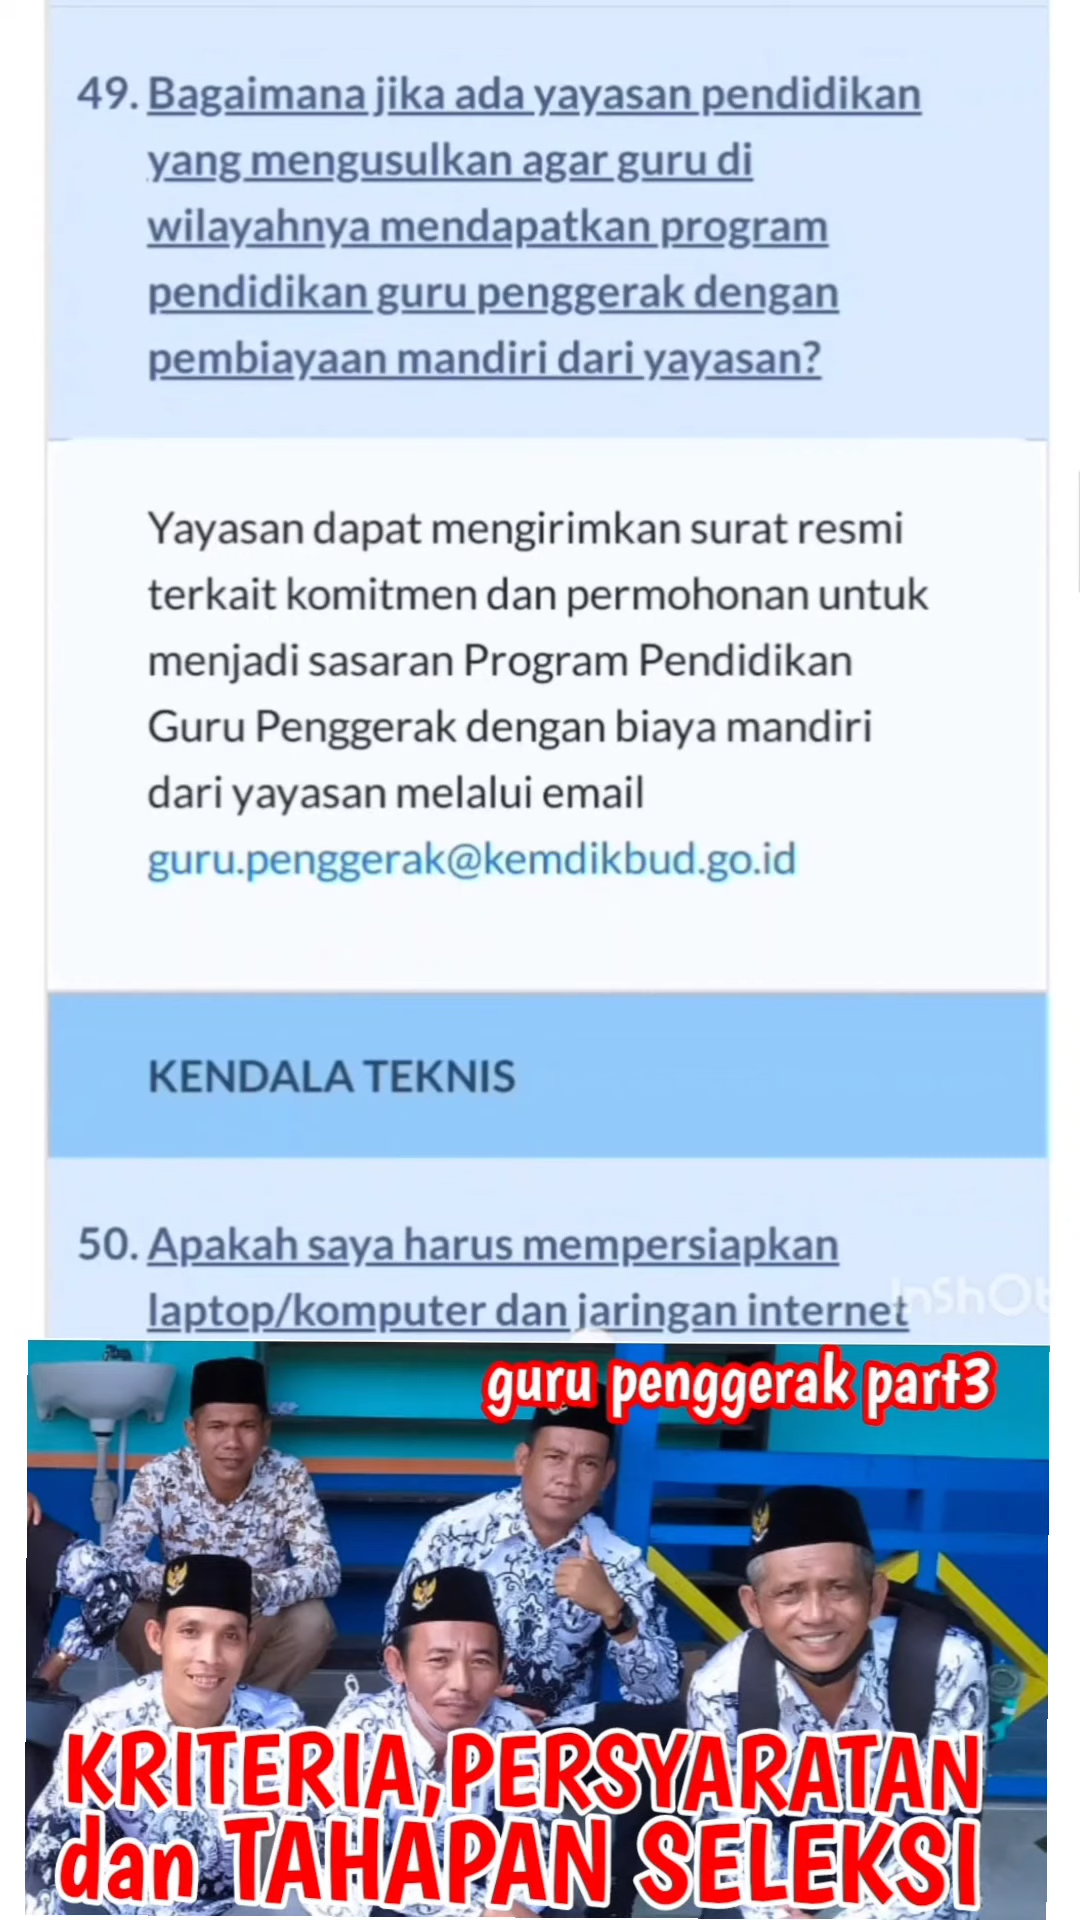 49. Bagaimana jika ada yayasan pendidikan
yang mengusulkan agar guru di
wilayahnya mendapatkan program
pendidikan guru penggerak dengan
pembiayaan mandiri dari yayasan?
Yayasan dapat mengirimkan surat resmi
terkait komitmen dan permohonan untuk
menjadi sasaran Program Pendidikan
Guru Penggerak dengan biaya mandiri
dari yayasan melalui email
guru.penggerak@kemdikbud.go.id
KENDALA TEKNIS
50. Apakah saya harus mempersiapkan
laptop/komputer dan jaringan internet
InShOt
guru penggerak part3
KRITERIA,PERSYARATAN
dan TAHAPAN SELEKSI